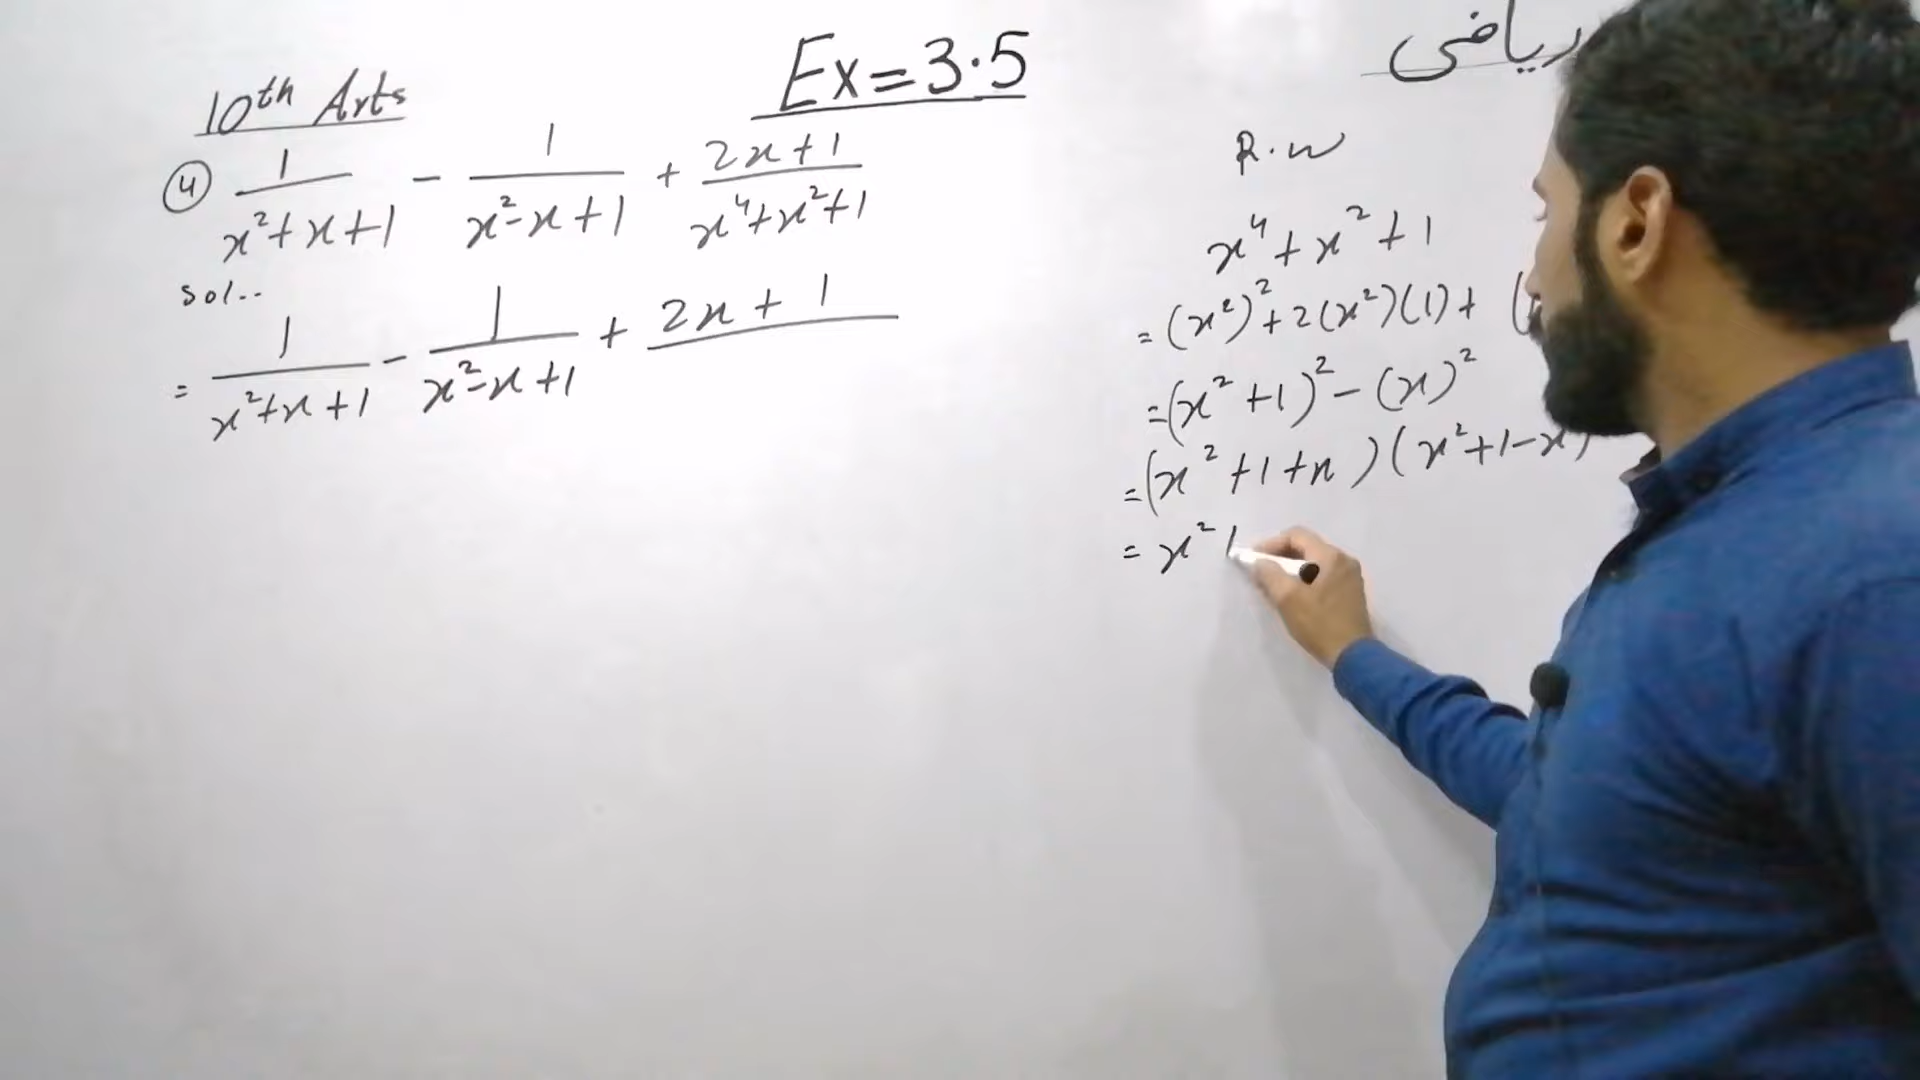 10th Arts
Ex = 3.5
ریاضی
④ 1/(x²+x+1) - 1/(x²-x+1) + (2x+1)/(x⁴+x²+1)
Sol..
= 1/(x²+x+1) - 1/(x²-x+1) + 2x+1
R.w
x⁴+x²+1
= (x²)²+2(x²)(1)+ (
= (x²+1)² - (x)²
= (x²+1+x)(x²+1-x)
= x²